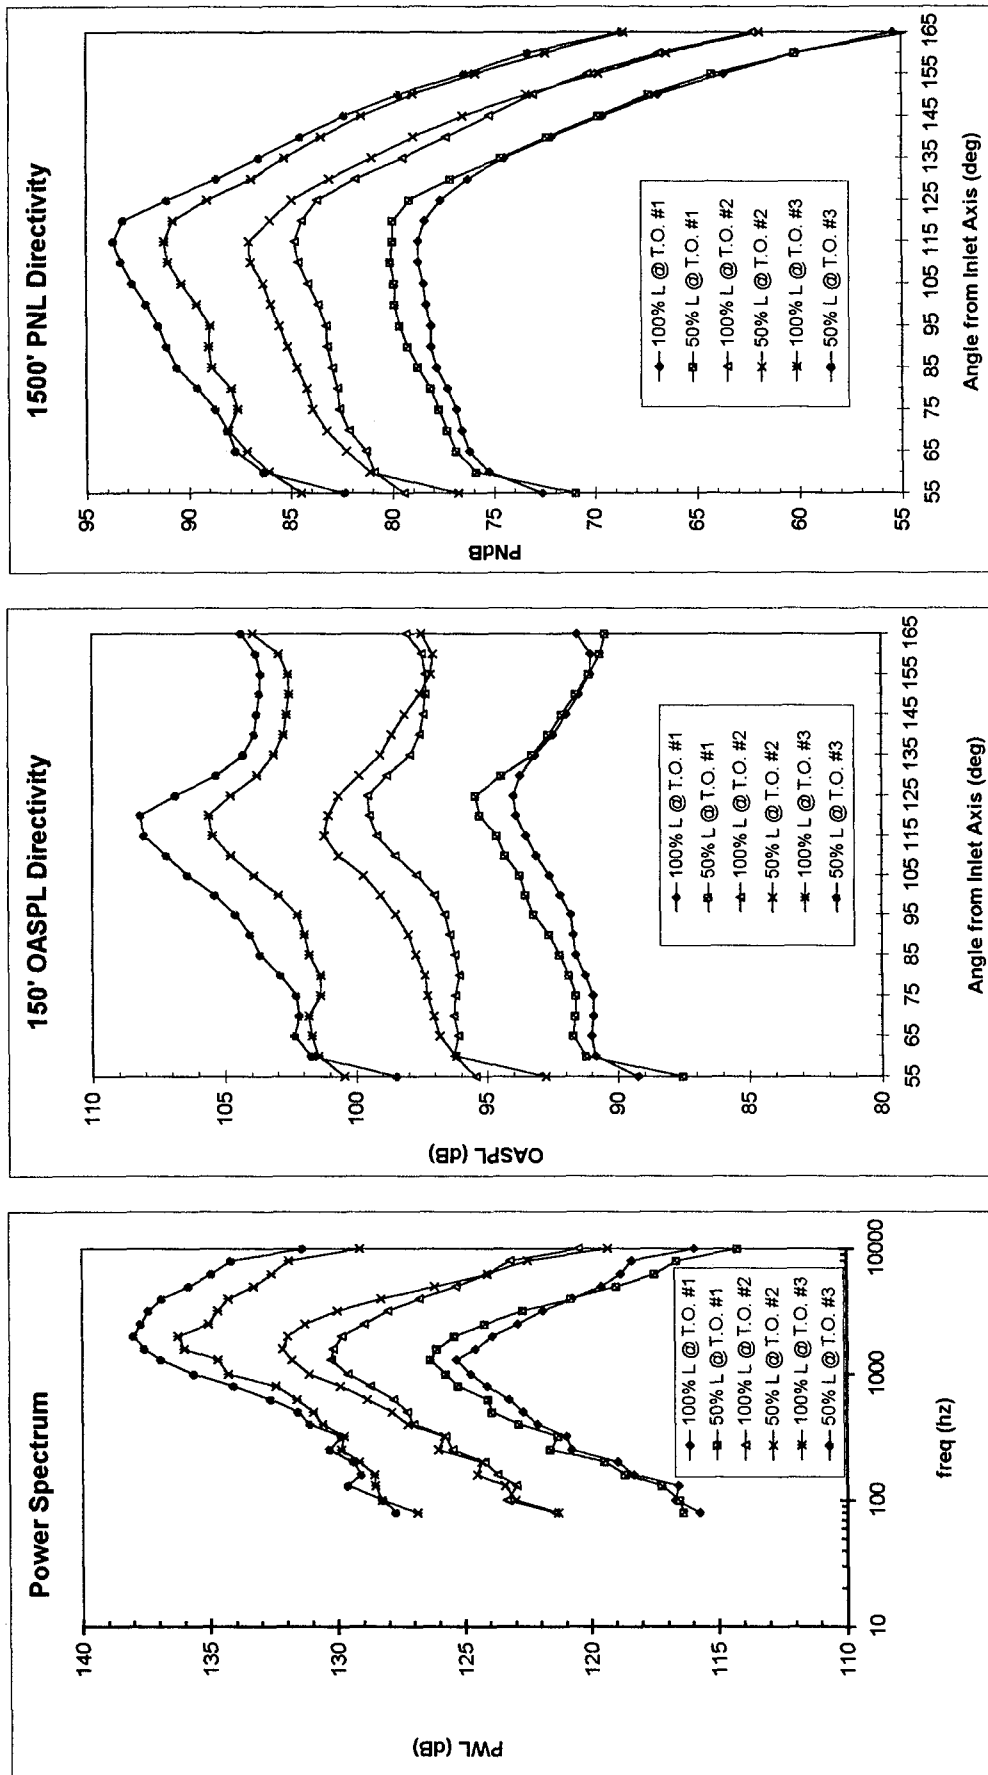 Power Spectrum
140
135
130
125
120
115
110
PWL (dB)
10
100
1000
10000
freq (hz)
100% L @T.O. #1
50% L @T.O. #1
100% L @T.O. #2
50% L @T.O. #2
100% L @T.O. #3
50% L @T.O. #3
150' OASPL Directivity
110
105
100
95
90
85
80
OASPL (dB)
55 65 75 85 95 105 115 125 135 145 155 165
Angle from Inlet Axis (deg)
100% L @T.O. #1
50% L @T.O. #1
100% L @T.O. #2
50% L @T.O. #2
100% L @T.O. #3
50% L @T.O. #3
1500' PNL Directivity
95
90
85
80
75
70
65
60
55
PNdB
55 65 75 85 95 105 115 125 135 145 155 165
Angle from Inlet Axis (deg)
100% L @T.O. #1
50% L @T.O. #1
100% L @T.O. #2
50% L @T.O. #2
100% L @T.O. #3
50% L @T.O. #3